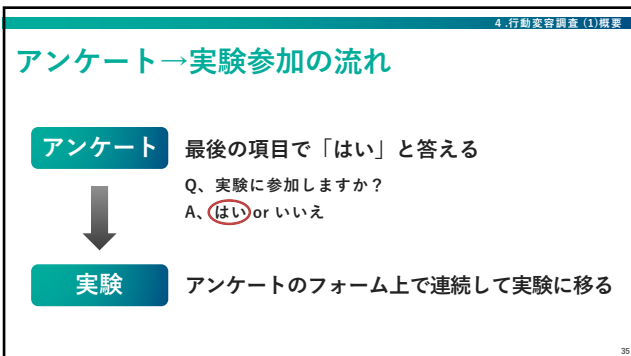 4.行動変容調査 (1)概要
アンケート→実験参加の流れ
アンケート 最後の項目で「はい」と答える
Q、実験に参加しますか？
A、はい or いいえ
実験 アンケートのフォーム上で連続して実験に移る
35